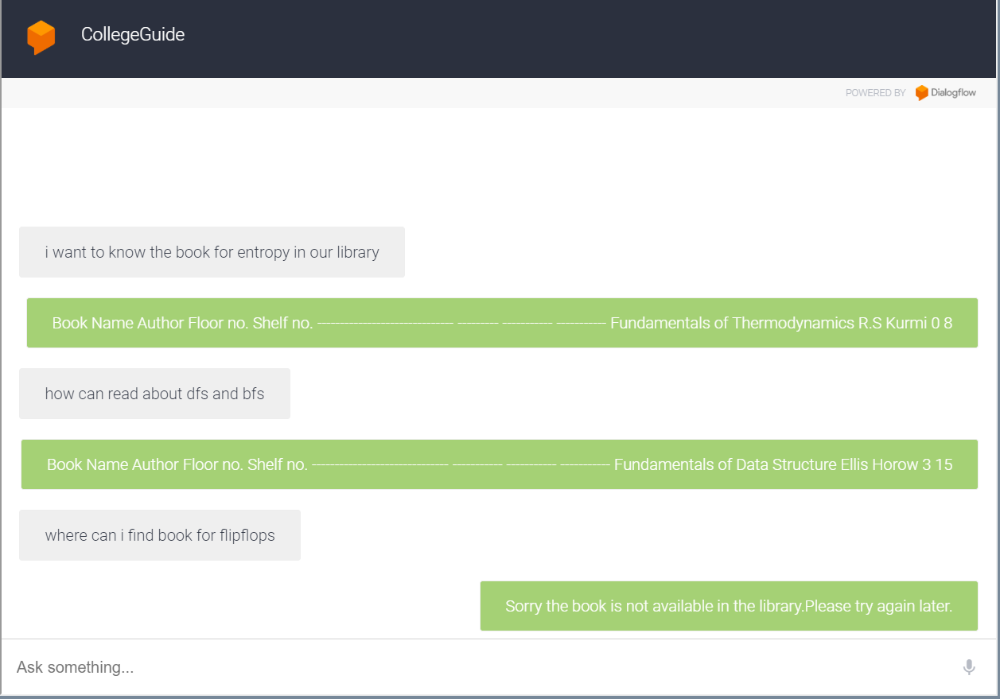 CollegeGuide
POWERED BY Dialogflow
i want to know the book for entropy in our library
Book Name Author Floor no. Shelf no. ------------------------------ --------- ----------- ----------- Fundamentals of Thermodynamics R.S Kurmi 0 8
how can read about dfs and bfs
Book Name Author Floor no. Shelf no. ------------------------------ ----------- ----------- ----------- Fundamentals of Data Structure Ellis Horow 3 15
where can i find book for flipflops
Sorry the book is not available in the library.Please try again later.
Ask something...